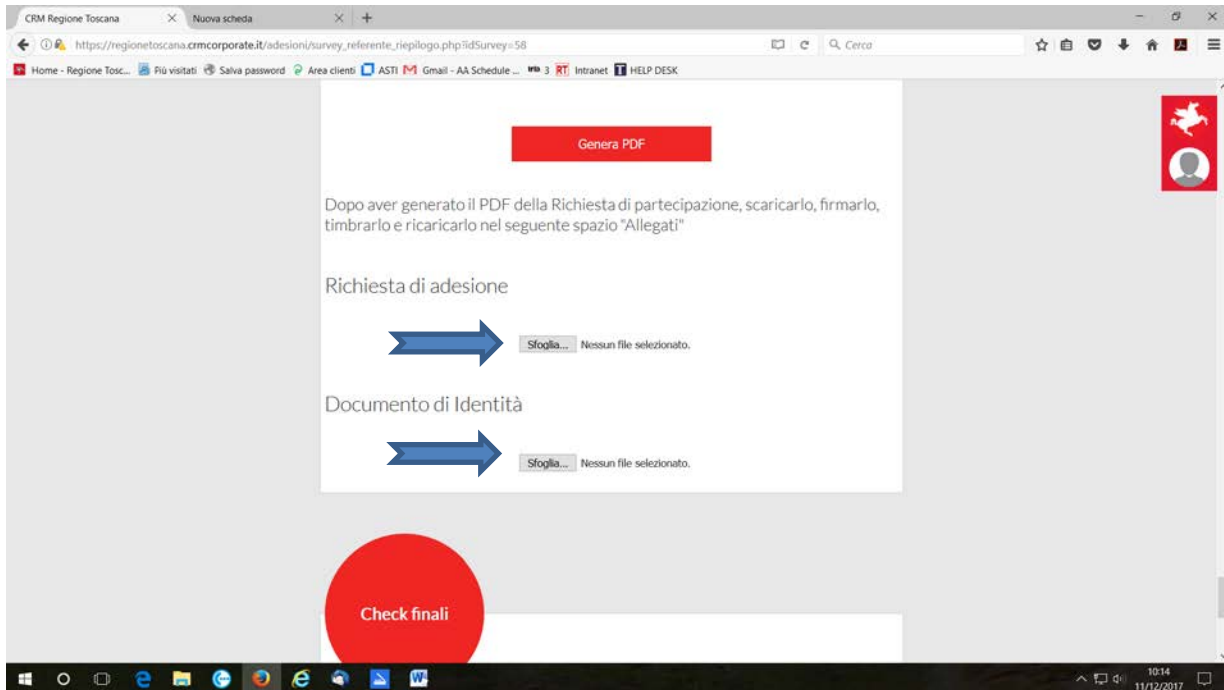 CRM Regione Toscana
Nuova scheda
https://regionetoscana.crmcorporate.it/adesioni/survey_referente_riepilogo.php?idSurvey=58
Cerca
Home - Regione Tosc... Più visitati Salva password Area clienti ASTI Gmail - AA Schedule ... 3 RT Intranet HELP DESK
Genera PDF
Dopo aver generato il PDF della Richiesta di partecipazione, scaricarlo, firmarlo,
timbrarlo e ricaricarlo nel seguente spazio "Allegati"
Richiesta di adesione
Sfoglia... Nessun file selezionato.
Documento di Identità
Sfoglia... Nessun file selezionato.
Check finali
10:14
11/12/2017